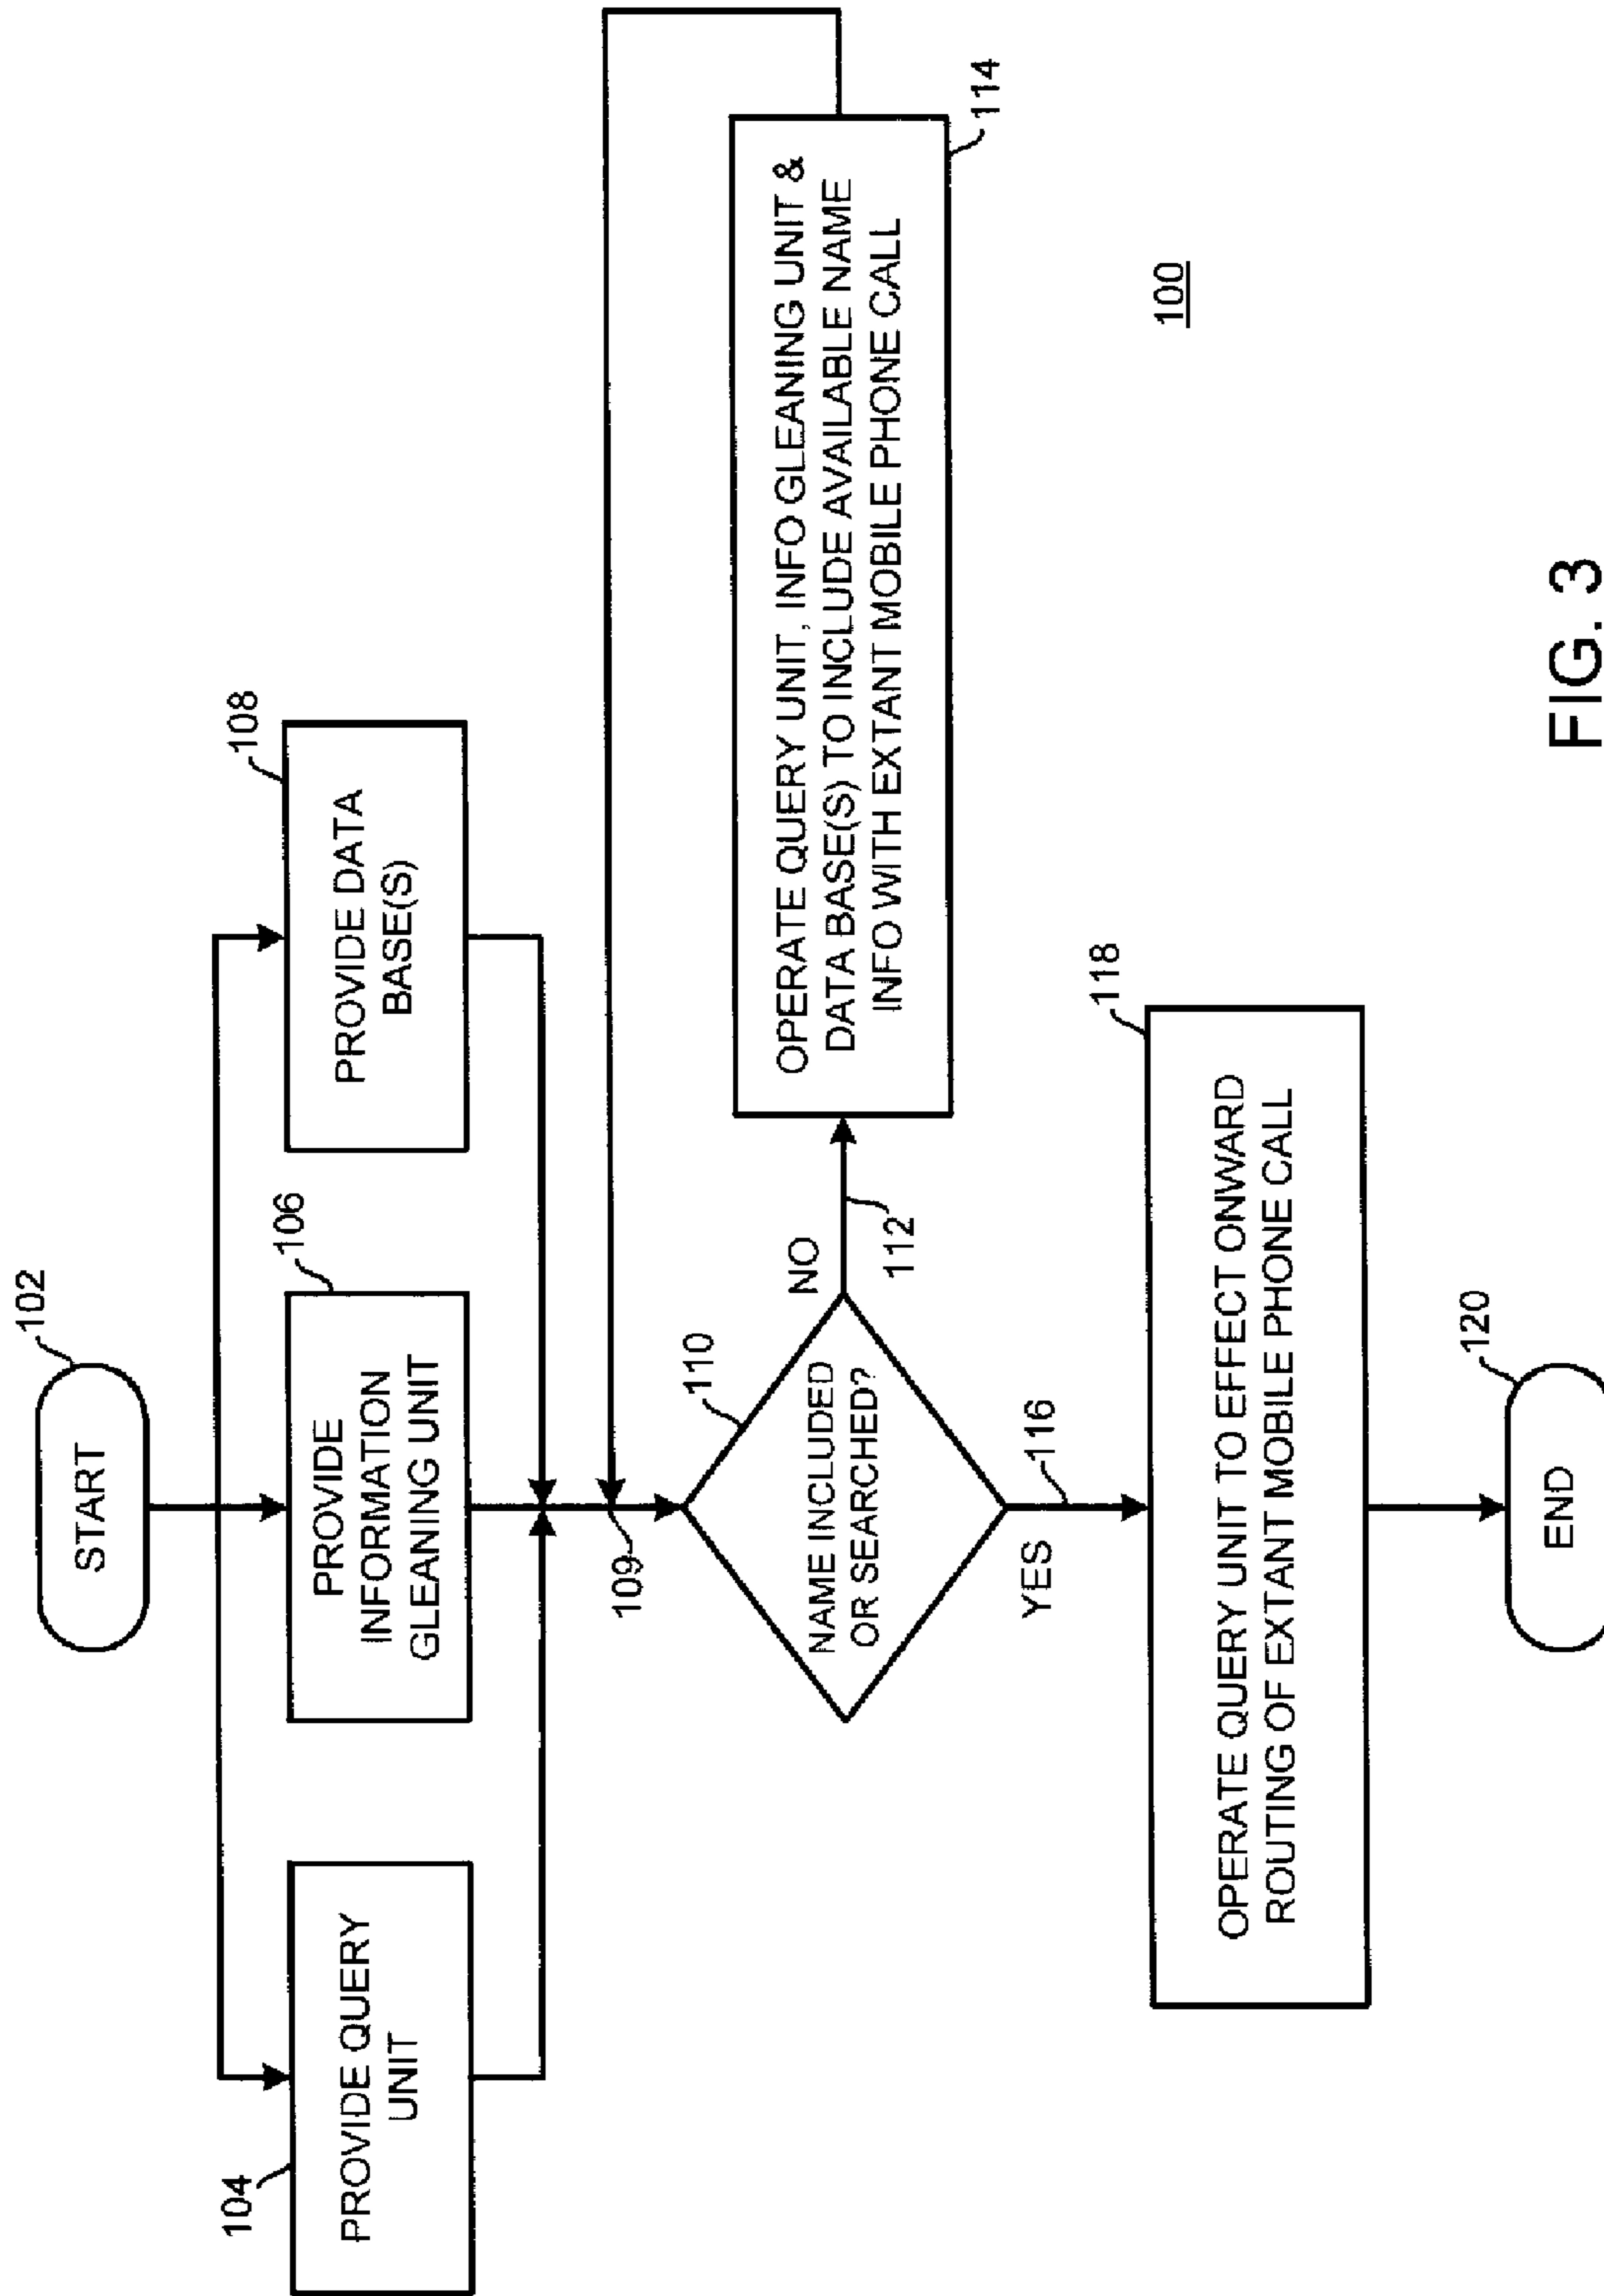 START
102
104
PROVIDE QUERY
UNIT
106
PROVIDE
INFORMATION
GLEANING UNIT
108
PROVIDE DATA
BASE(S)
109
110
NAME INCLUDED
OR SEARCHED?
NO
112
OPERATE QUERY UNIT, INFO GLEANING UNIT &
DATA BASE(S) TO INCLUDE AVAILABLE NAME
INFO WITH EXTANT MOBILE PHONE CALL
114
YES
116
118
OPERATE QUERY UNIT TO EFFECT ONWARD
ROUTING OF EXTANT MOBILE PHONE CALL
100
120
END
FIG. 3